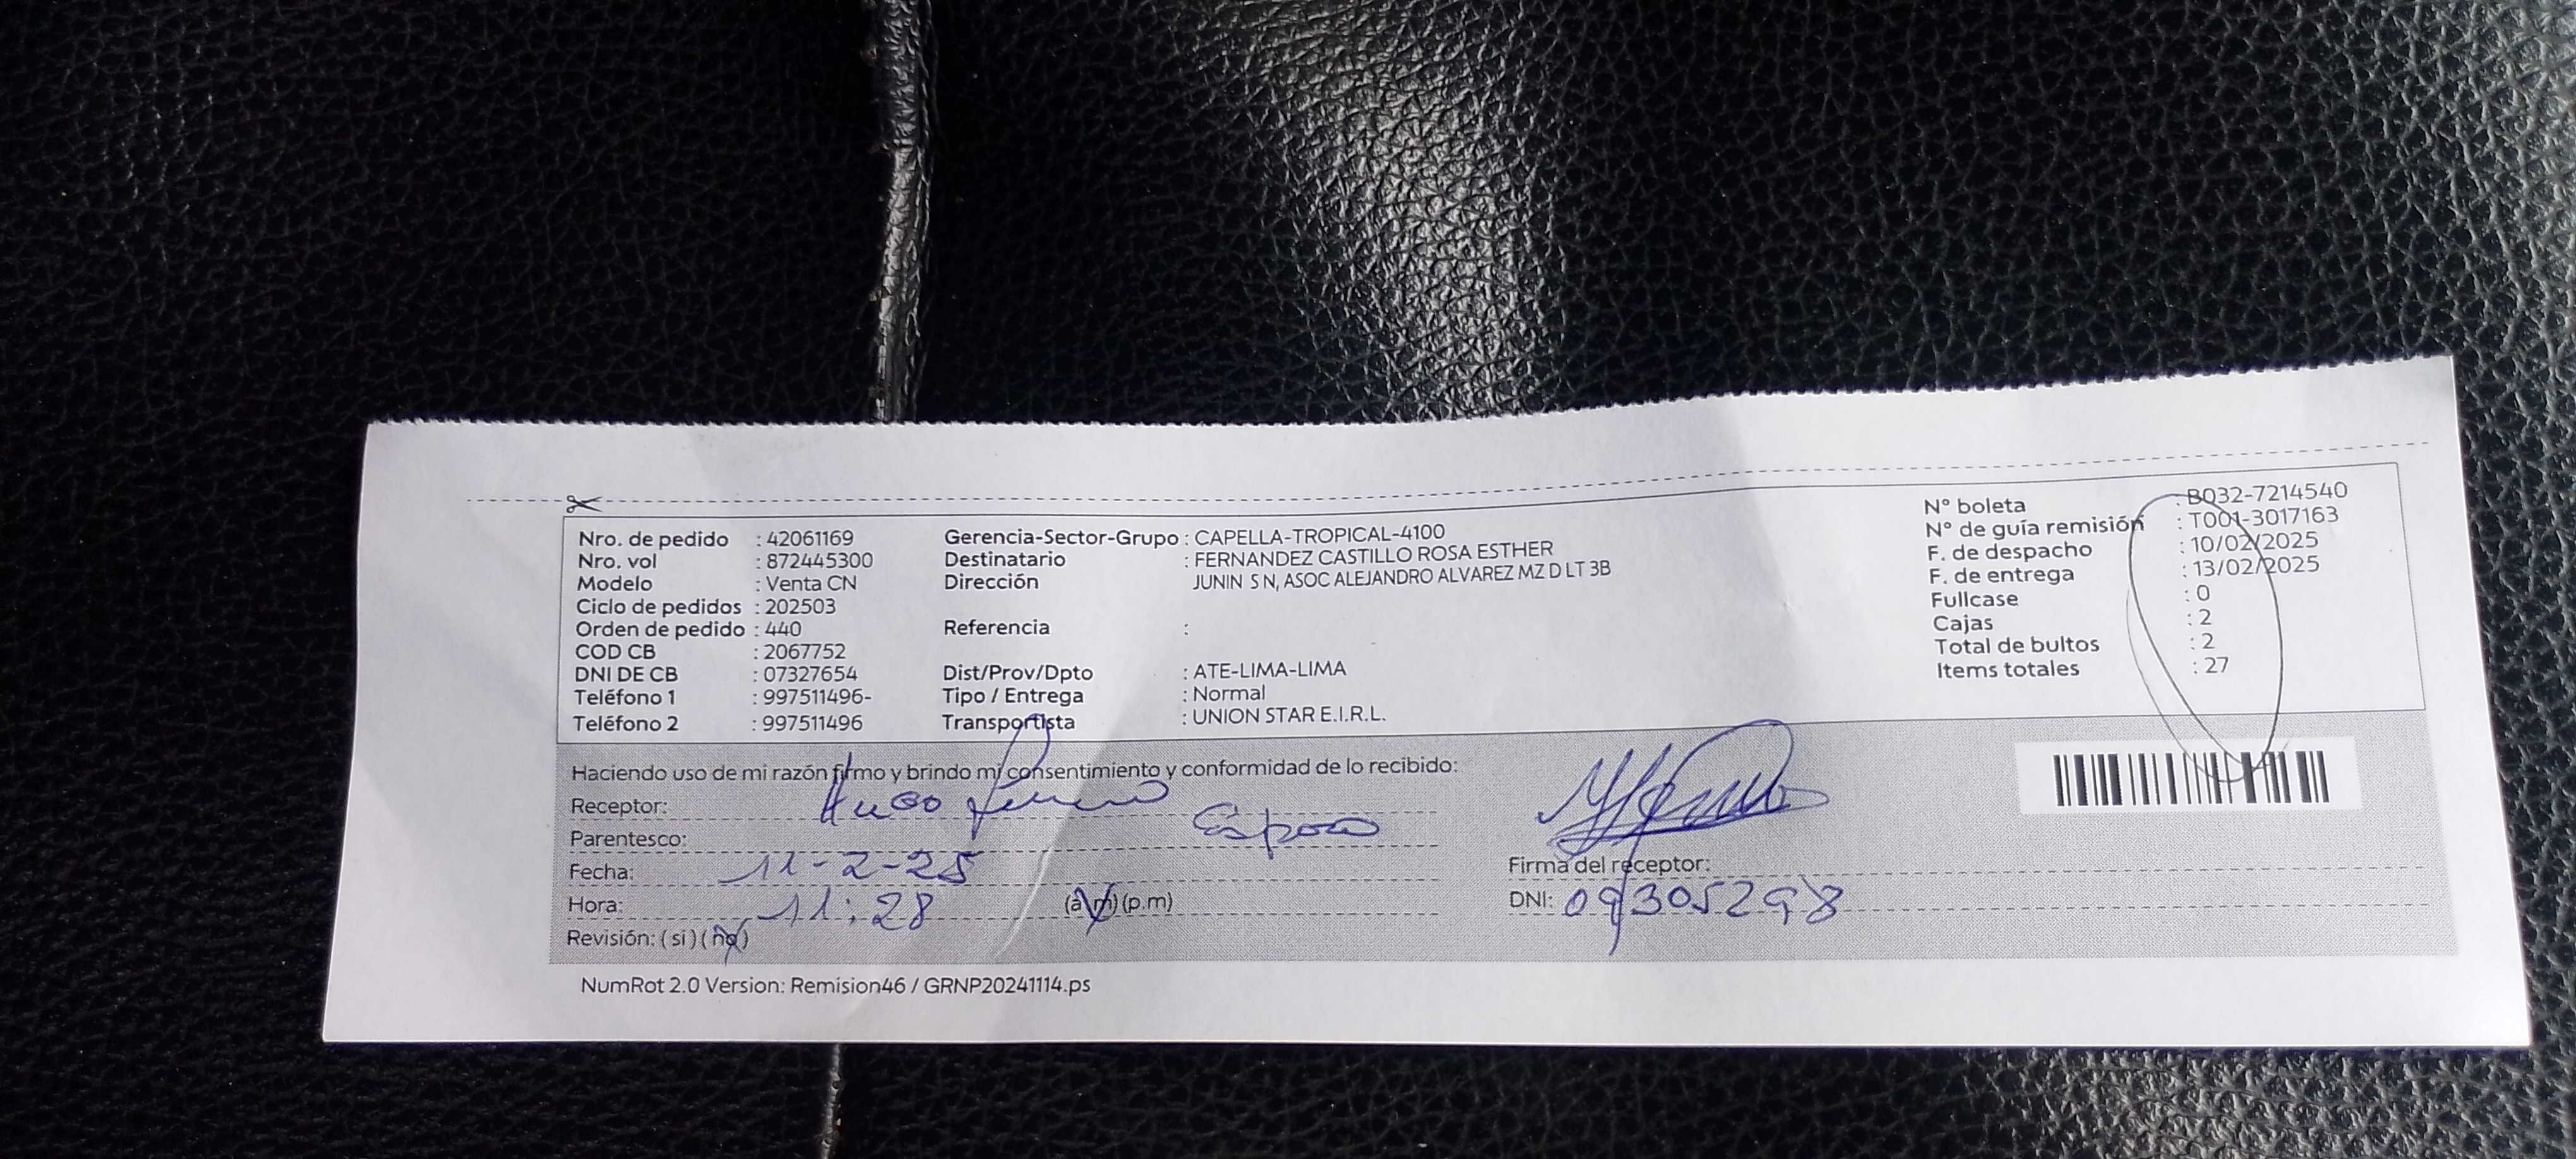 Nro. de pedido : 42061169
Nro. vol : 872445300
Modelo : Venta CN
Ciclo de pedidos : 202503
Orden de pedido : 440
COD CB : 2067752
DNI DE CB : 07327654
Teléfono 1 : 997511496-
Teléfono 2 : 997511496
Gerencia-Sector-Grupo : CAPELLA-TROPICAL-4100
Destinatario : FERNANDEZ CASTILLO ROSA ESTHER
Dirección JUNIN S N, ASOC ALEJANDRO ALVAREZ MZ D LT 3B
Referencia :
Dist/Prov/Dpto : ATE-LIMA-LIMA
Tipo / Entrega : Normal
Transportista : UNION STAR E.I.R.L.
N° boleta : B032-7214540
N° de guía remisión : T001-3017163
F. de despacho : 10/02/2025
F. de entrega : 13/02/2025
Fullcase : 0
Cajas : 2
Total de bultos : 2
Items totales : 27
Haciendo uso de mi razón firmo y brindo mi consentimiento y conformidad de lo recibido:
Receptor: Hugo
Parentesco: Esposo
Fecha: 11-2-25
Hora: 11:28 (a.m) (p.m)
Revisión: (si) (no)
Firma del receptor:
DNI: 09305298
NumRot 2.0 Version: Remision46 / GRNP20241114.ps